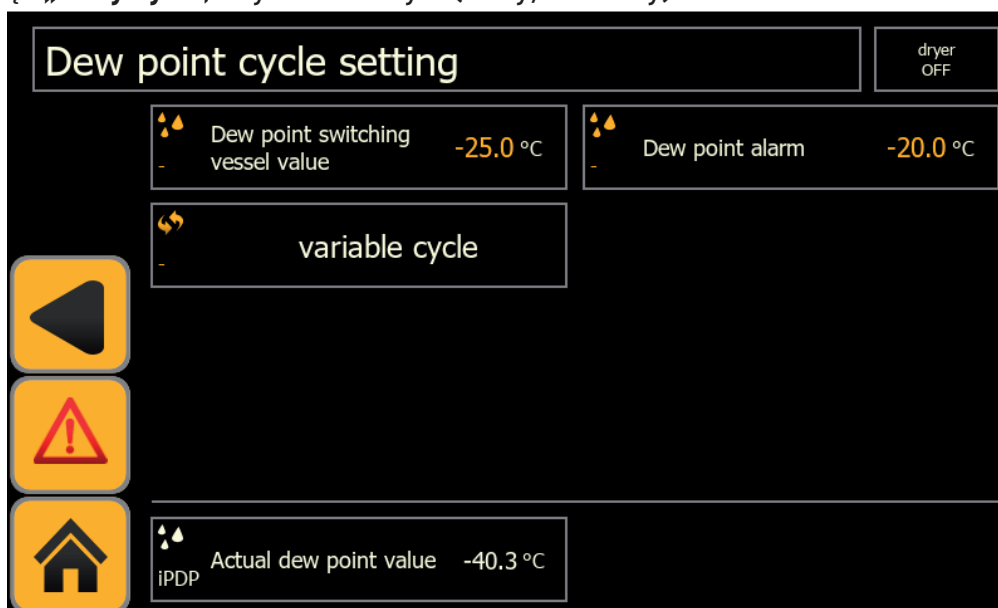 Dew point cycle setting
dryer
OFF
Dew point switching
vessel value
-25.0 °C
-
Dew point alarm
-20.0 °C
-
variable cycle
-
Actual dew point value
-40.3 °C
iPDP